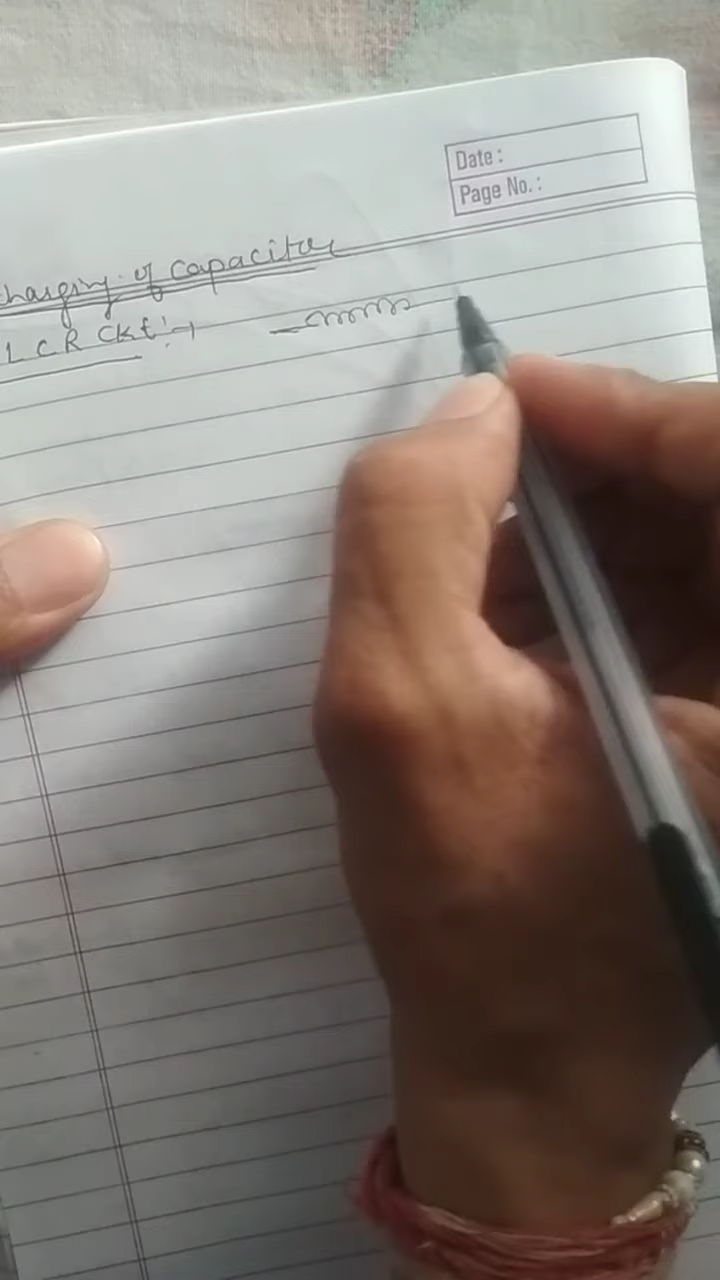 Date :
Page No. :
charging of Capacitor
LCR Ckt :→